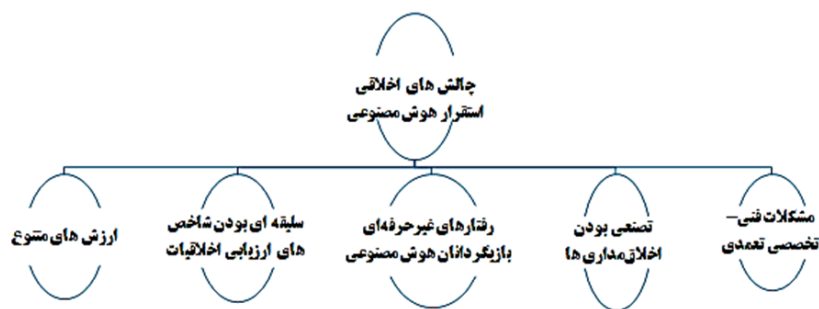 چالش های اخلاقی
استقرار هوش مصنوعی
مشکلات فنی–
تخصصی تعمدی
تصنعی بودن
اخلاق‌مداری ها
رفتارهای غیرحرفه‌ای
بازیگردانان هوش مصنوعی
سلیقه ای بودن شاخص
های ارزیابی اخلاقیات
ارزش های متنوع